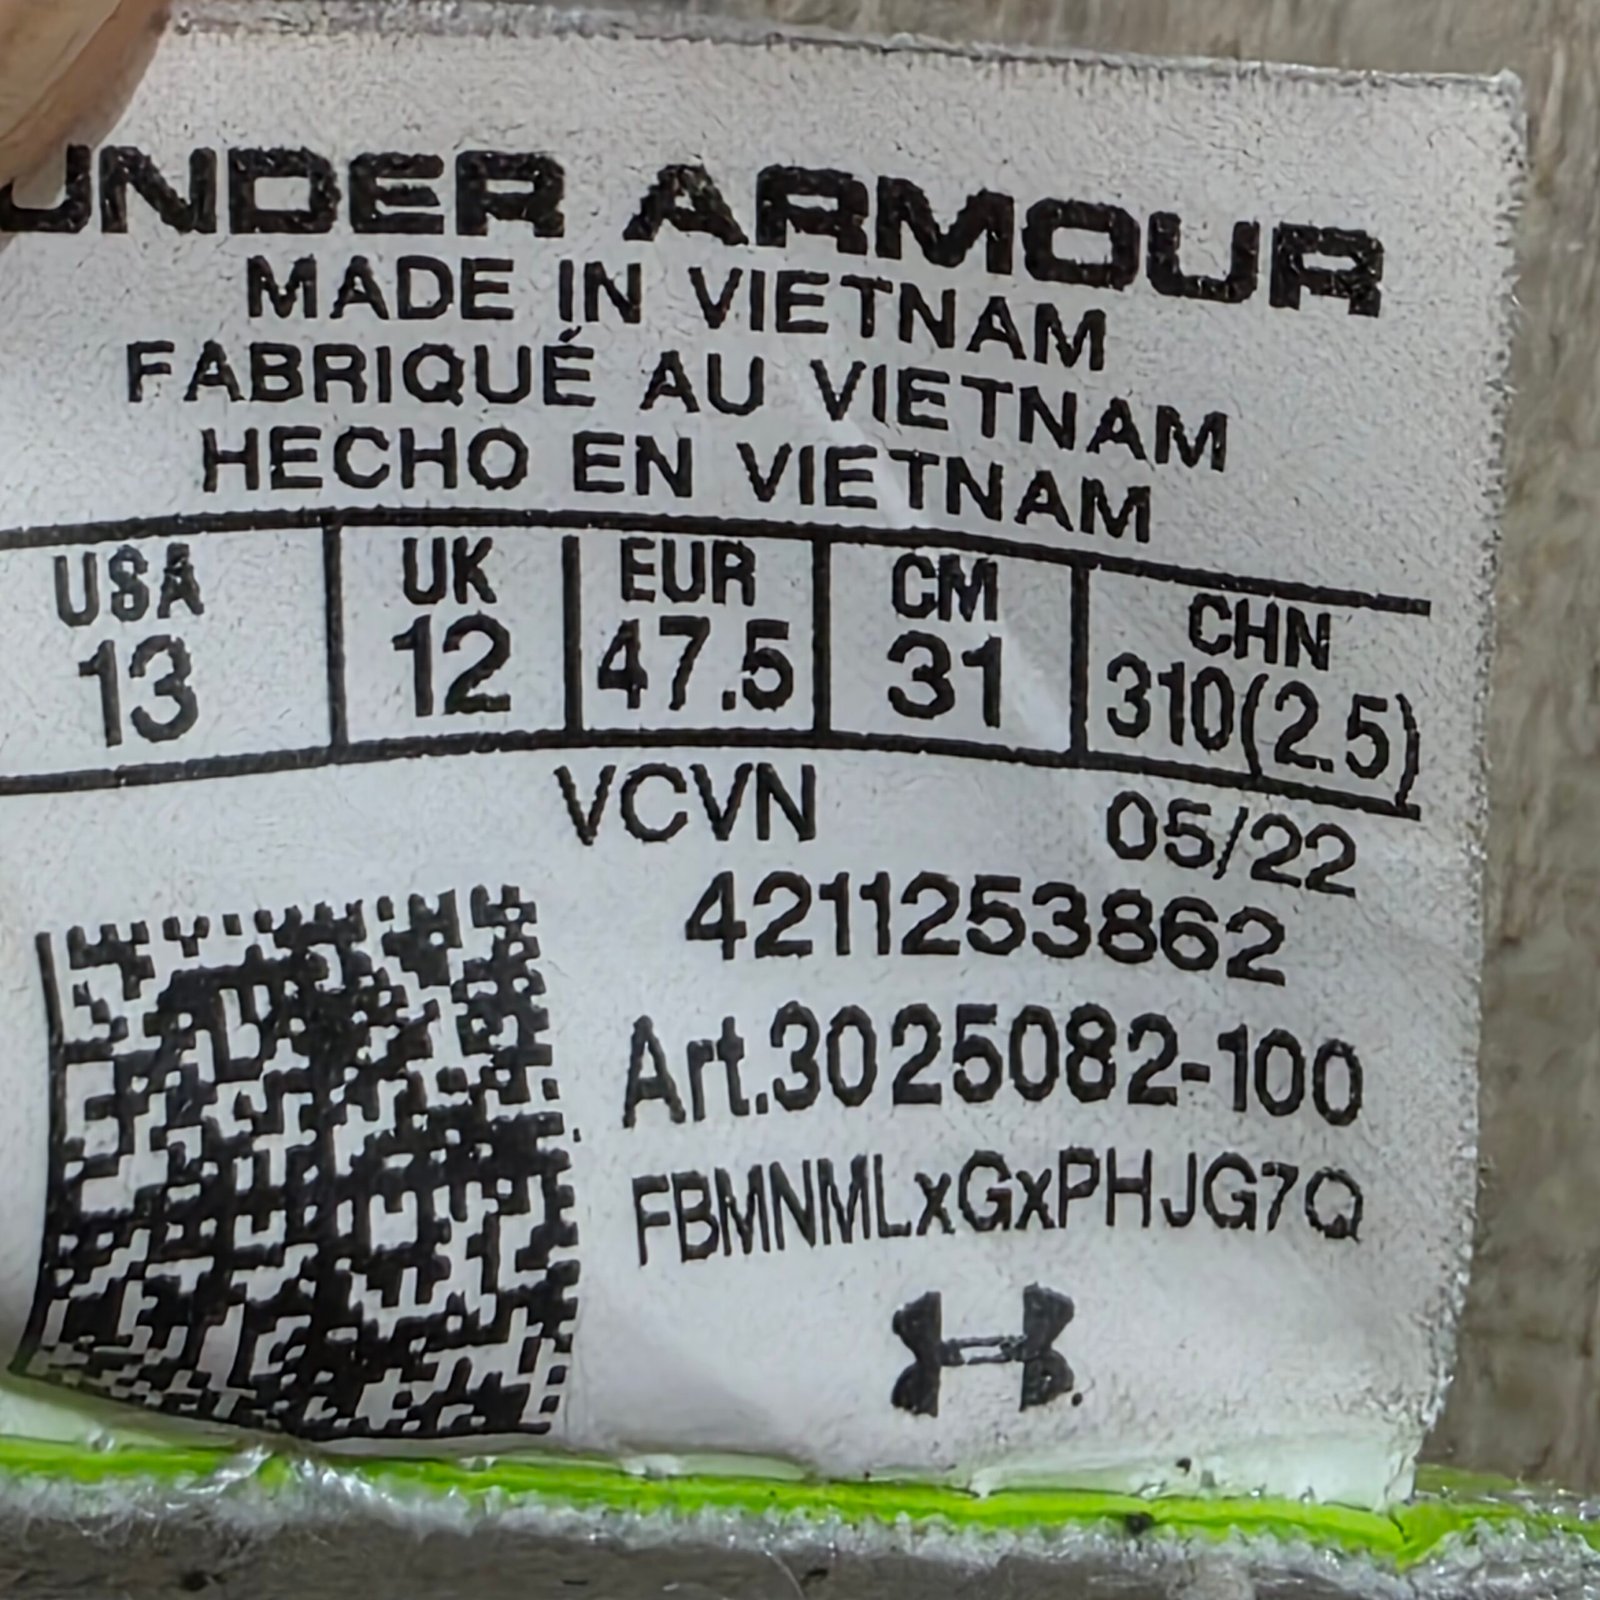 UNDER ARMOUR
MADE IN VIETNAM
FABRIQUÉ AU VIETNAM
HECHO EN VIETNAM
USA UK EUR CM CHN
13 12 47.5 31 310(2.5)
VCVN 05/22
4211253862
Art.3025082-100
FBMNMLxGxPHJG7Q